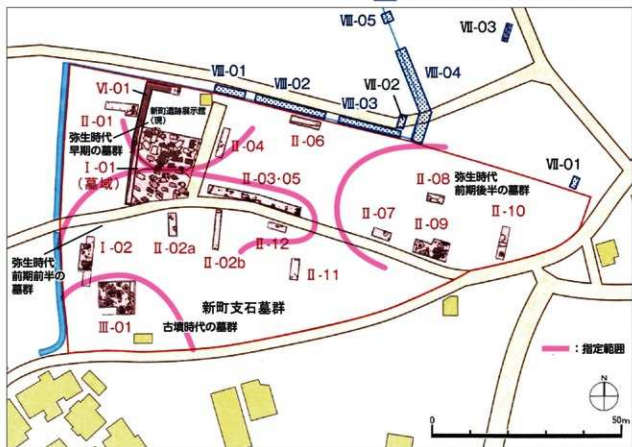 Ⅷ-05
Ⅶ-03
Ⅷ-01
Ⅷ-02
Ⅷ-03
Ⅶ-02
Ⅷ-04
Ⅵ-01
新町遺跡展示館
(現)
Ⅱ-01
弥生時代
早期の墓群
Ⅰ-01
(墓域)
Ⅱ-04
Ⅱ-06
Ⅱ-03・05
Ⅶ-01
弥生時代
前期後半の墓群
Ⅱ-08
Ⅱ-07
Ⅱ-09
Ⅱ-10
Ⅰ-02
Ⅱ-02a
Ⅱ-02b
Ⅱ-12
Ⅱ-11
弥生時代
前期前半の
墓群
Ⅲ-01
新町支石墓群
古墳時代の墓群
:指定範囲
N
0
50m